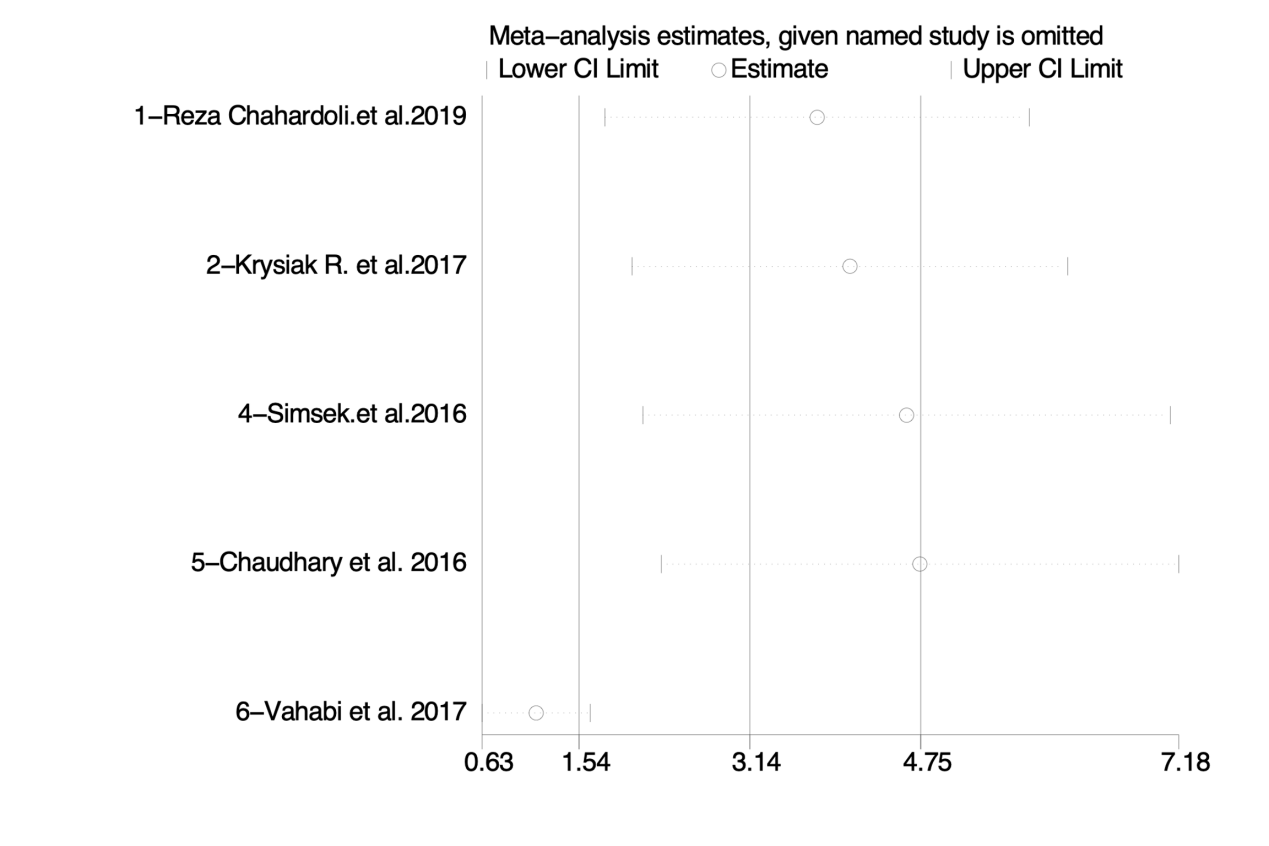 Meta−analysis estimates, given named study is omitted
Lower CI Limit Estimate Upper CI Limit
1−Reza Chahardoli.et al.2019
2−Krysiak R. et al.2017
4−Simsek.et al.2016
5−Chaudhary et al. 2016
6−Vahabi et al. 2017
0.63 1.54 3.14 4.75 7.18